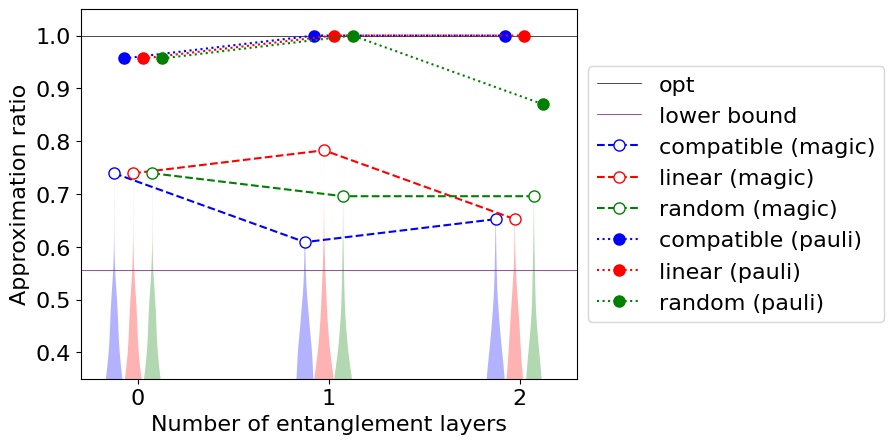 Approximation ratio
1.0
0.9
0.8
0.7
0.6
0.5
0.4
0
1
2
Number of entanglement layers
opt
lower bound
compatible (magic)
linear (magic)
random (magic)
compatible (pauli)
linear (pauli)
random (pauli)